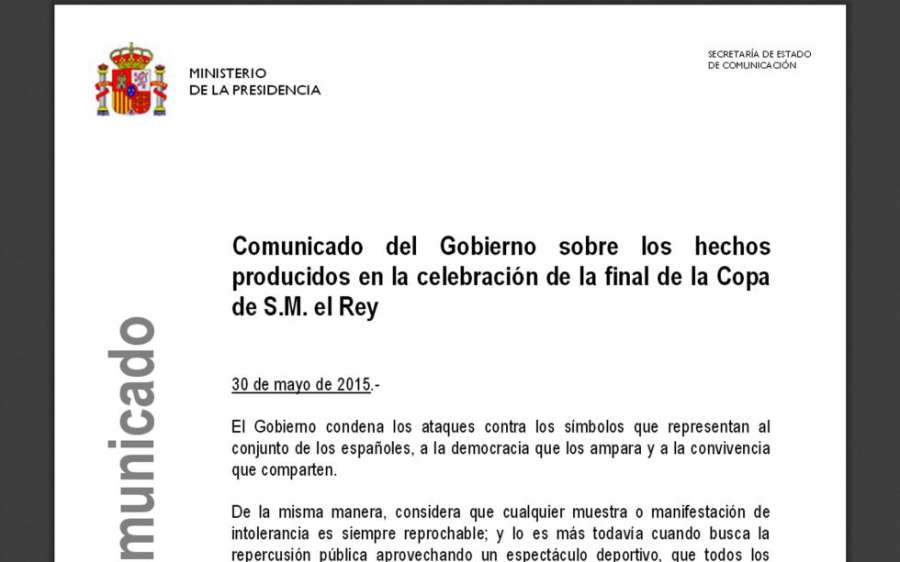 MINISTERIO
DE LA PRESIDENCIA
SECRETARÍA DE ESTADO
DE COMUNICACIÓN
Comunicado del Gobierno sobre los hechos
producidos en la celebración de la final de la Copa
de S.M. el Rey
municado
30 de mayo de 2015.-
El Gobierno condena los ataques contra los símbolos que representan al
conjunto de los españoles, a la democracia que los ampara y a la convivencia
que comparten.
De la misma manera, considera que cualquier muestra o manifestación de
intolerancia es siempre reprochable; y lo es más todavía cuando busca la
repercusión pública aprovechando un espectáculo deportivo, que todos los